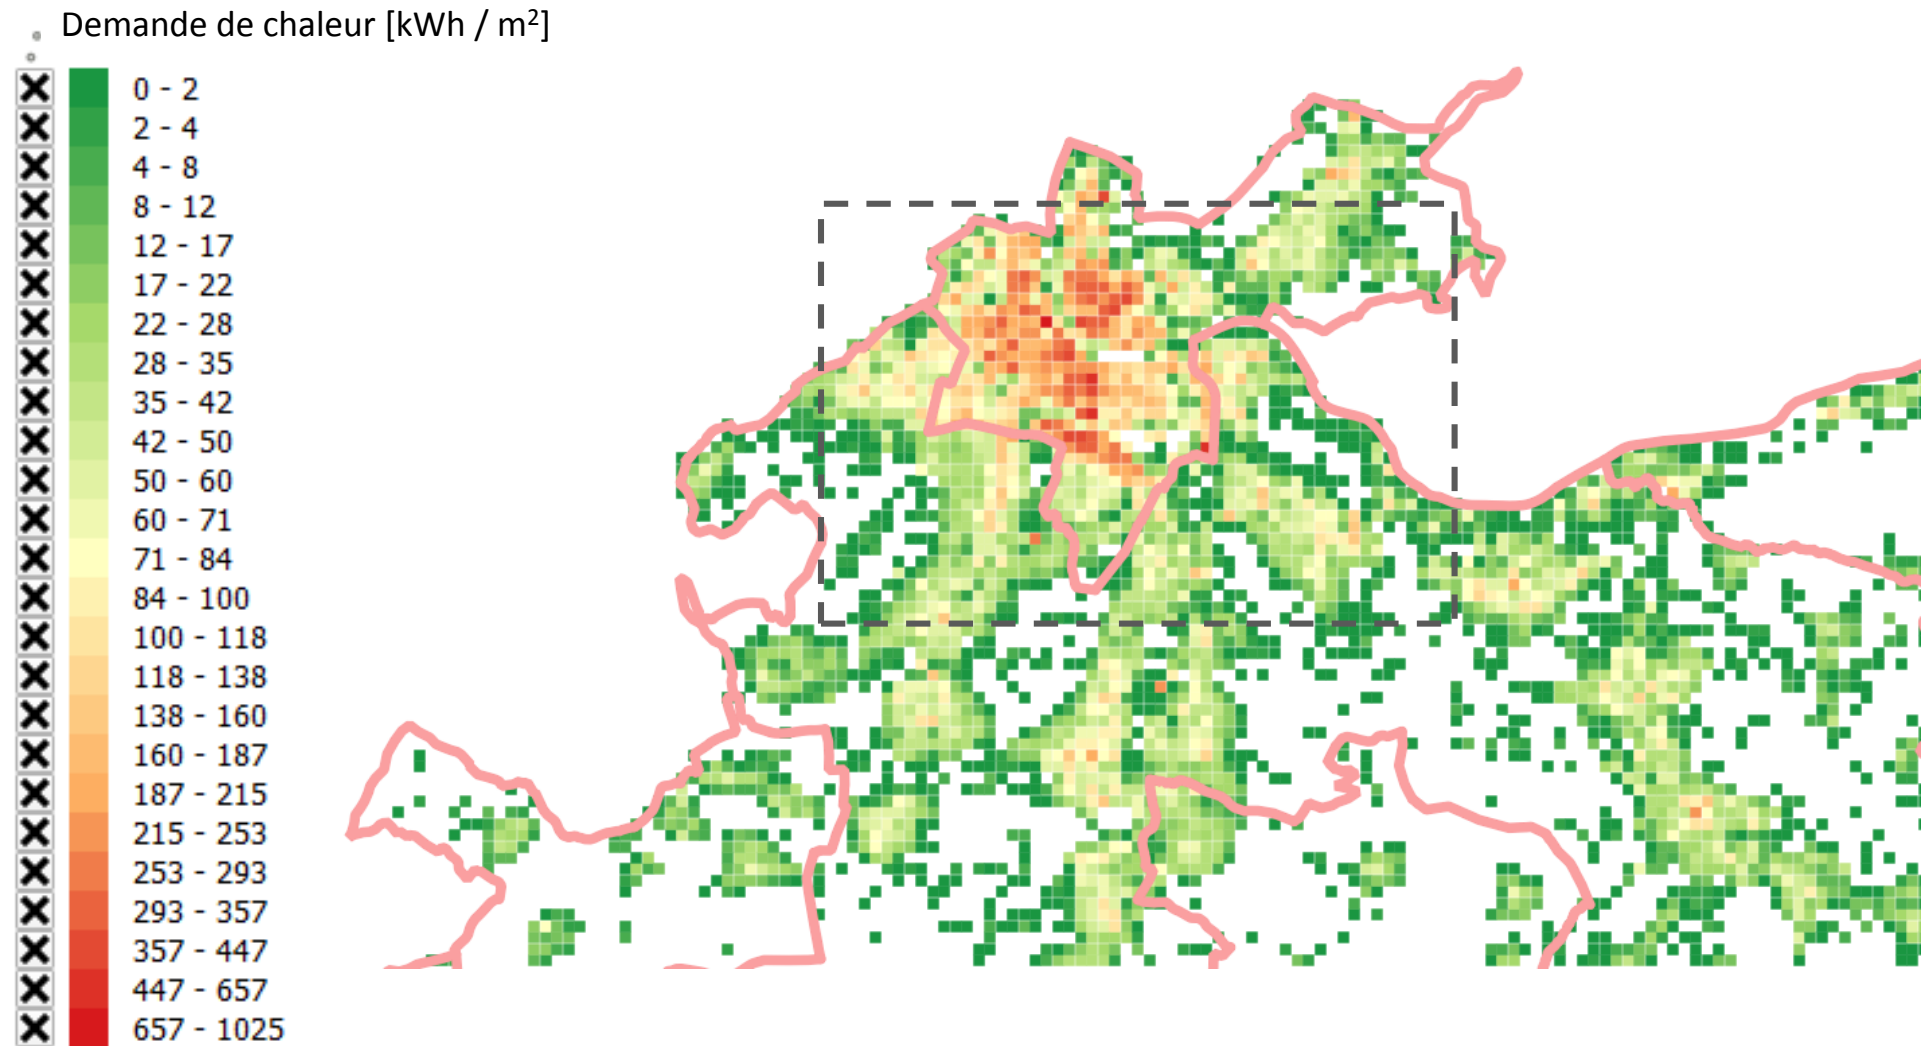 Demande de chaleur [kWh / m²]
0 - 2
2 - 4
4 - 8
8 - 12
12 - 17
17 - 22
22 - 28
28 - 35
35 - 42
42 - 50
50 - 60
60 - 71
71 - 84
84 - 100
100 - 118
118 - 138
138 - 160
160 - 187
187 - 215
215 - 253
253 - 293
293 - 357
357 - 447
447 - 657
657 - 1025